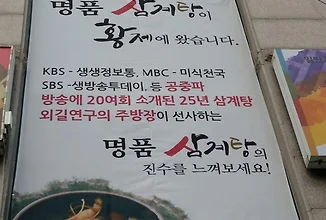 명품 삼계탕이
황제에 왔습니다.
KBS - 생생정보통, MBC - 미식천국
SBS -생방송투데이, 등 공중파
방송에 20여회 소개된 25년 삼계탕
외길연구의 주방장이 선사하는
명품 삼계탕의
진수를 느껴보세요!